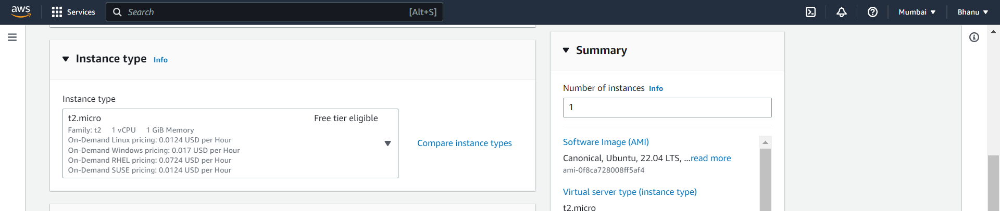 aws
Services
Search
[Alt+S]
Mumbai
Bhanu
Instance type Info
Instance type
t2.micro Free tier eligible
Family: t2 1 vCPU 1 GiB Memory
On-Demand Linux pricing: 0.0124 USD per Hour
On-Demand Windows pricing: 0.017 USD per Hour
On-Demand RHEL pricing: 0.0724 USD per Hour
On-Demand SUSE pricing: 0.0124 USD per Hour
Compare instance types
Summary
Number of instances Info
1
Software Image (AMI)
Canonical, Ubuntu, 22.04 LTS, ...read more
ami-0f8ca728008ff5af4
Virtual server type (instance type)
t2.micro